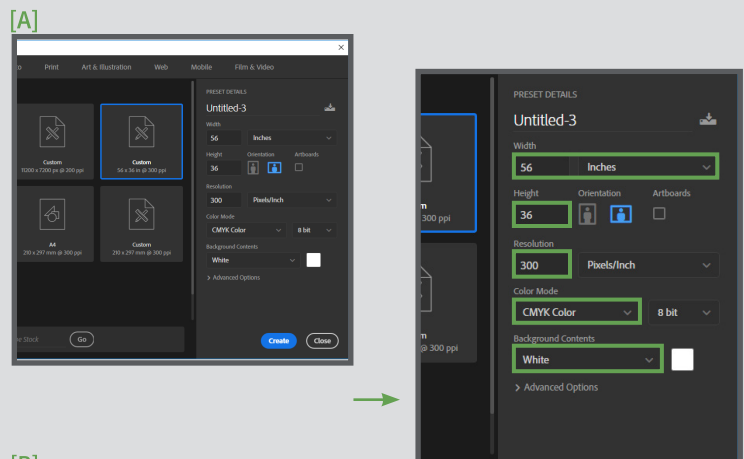 [A]
Print Art & Illustration Web Mobile Film & Video
Custom
11200 x 7200 px @ 300 ppi
Custom
56 x 36 in @ 300 ppi
A4
210 x 297 mm @ 300 ppi
Custom
210 x 297 mm @ 300 ppi
Stock
Go
PRESET DETAILS
Untitled-3
Width
56 Inches
Height Orientation Artboards
36
Resolution
300 Pixels/Inch
Color Mode
CMYK Color 8 bit
Background Contents
White
> Advanced Options
Create Close
300 ppi
@ 300 ppi
PRESET DETAILS
Untitled-3
Width
56 Inches
Height Orientation Artboards
36
Resolution
300 Pixels/Inch
Color Mode
CMYK Color 8 bit
Background Contents
White
> Advanced Options